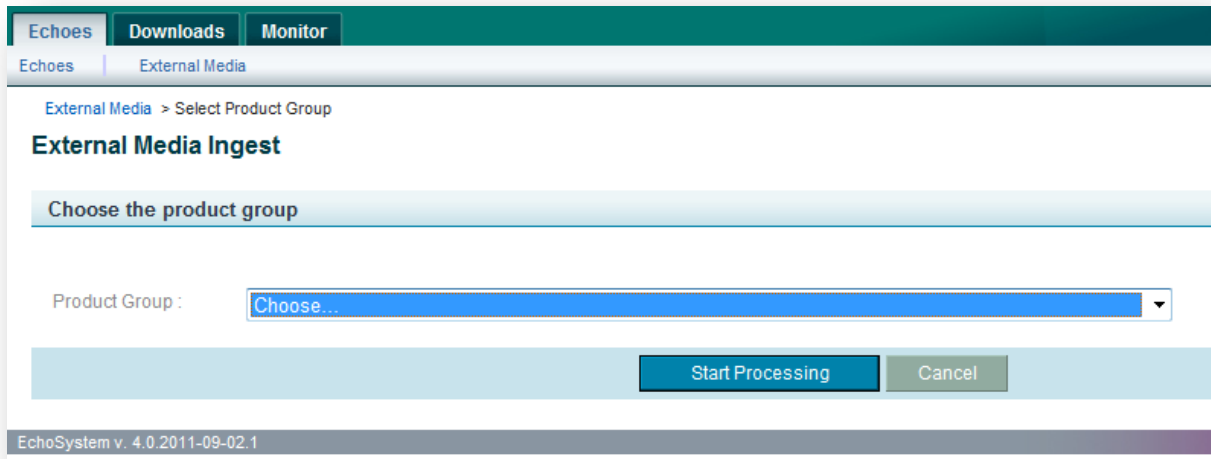 Echoes Downloads Monitor
Echoes External Media
External Media > Select Product Group
External Media Ingest
Choose the product group
Product Group :
Choose...
Start Processing Cancel
EchoSystem v. 4.0.2011-09-02.1